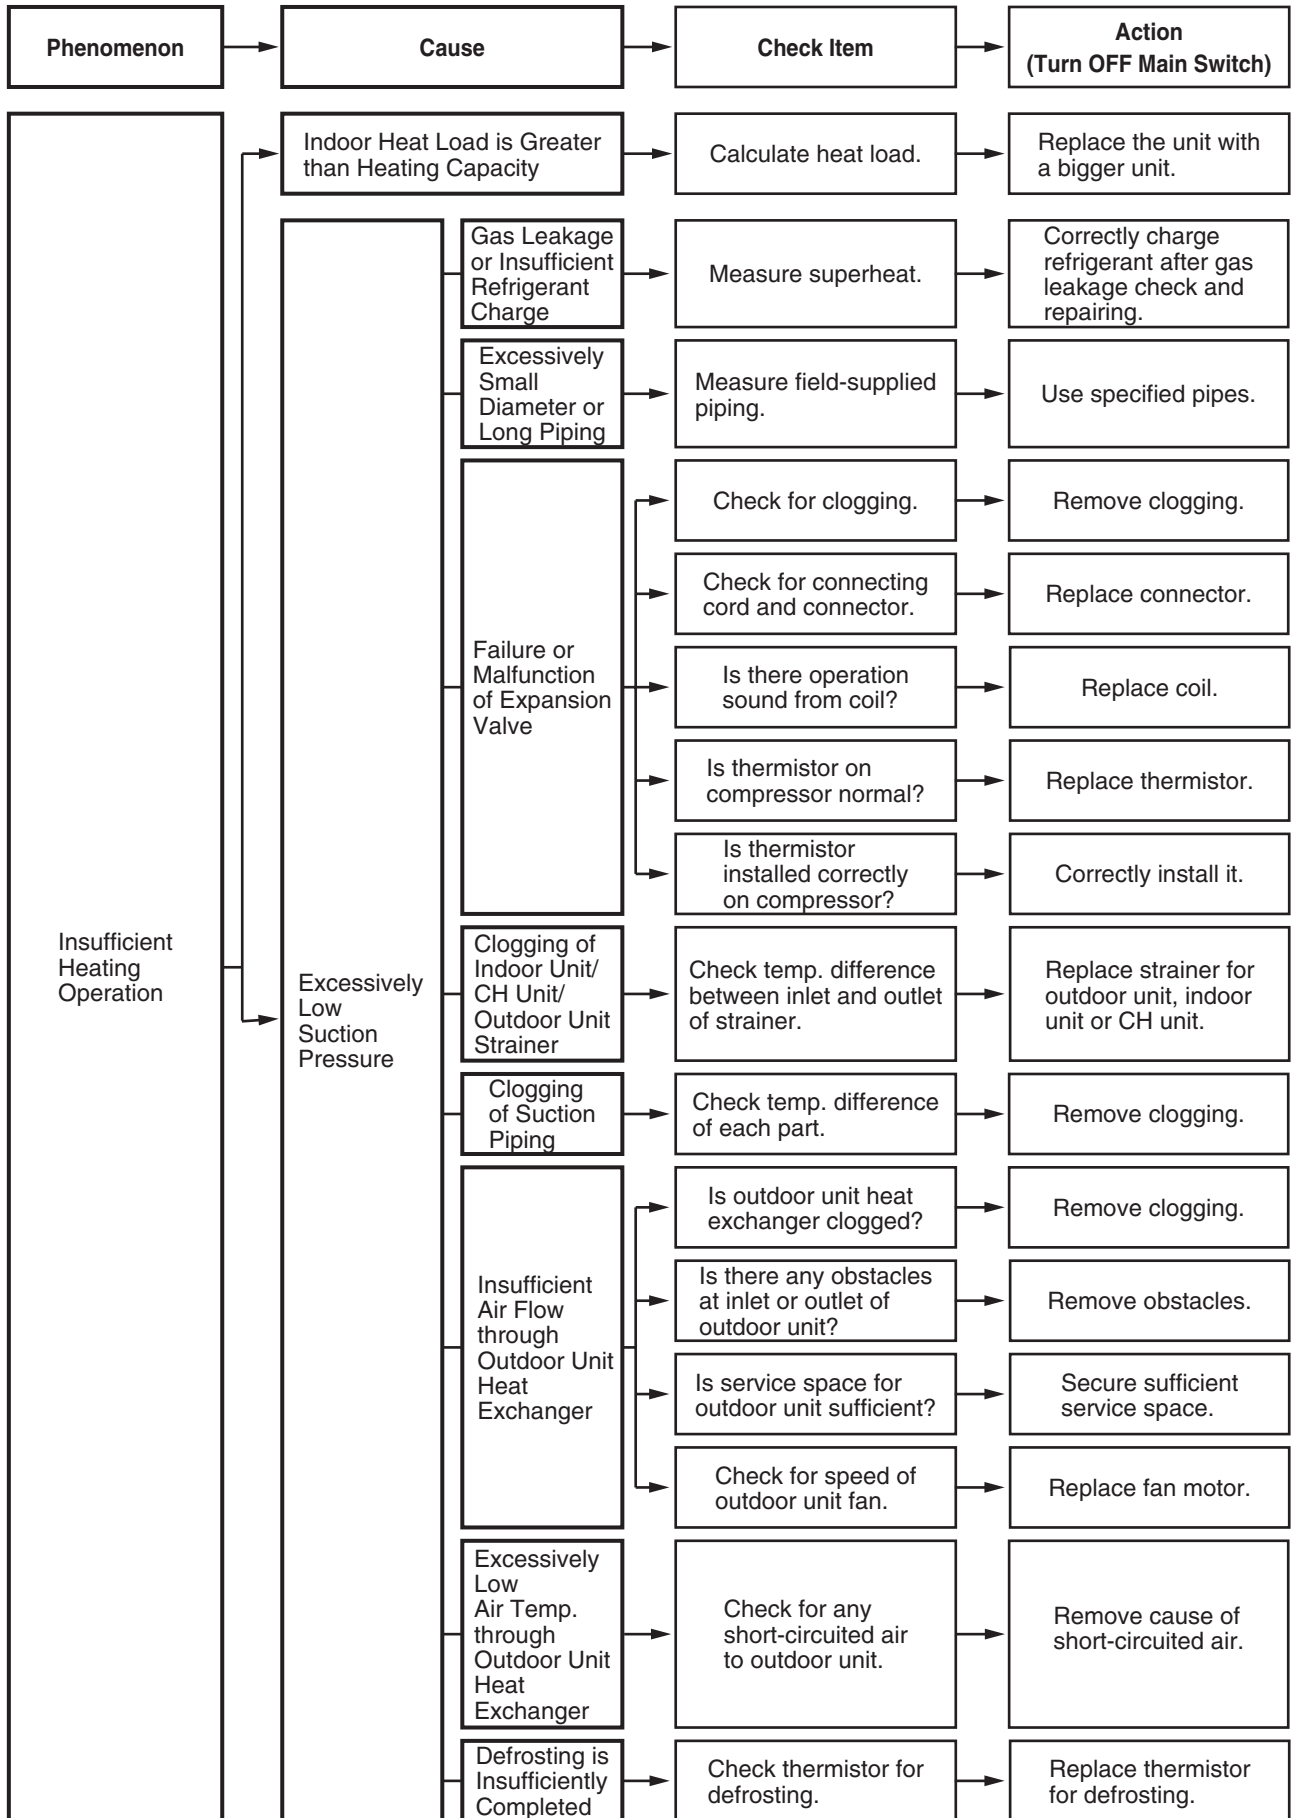 Phenomenon
Cause
Check Item
Action
(Turn OFF Main Switch)
Insufficient
Heating
Operation
Indoor Heat Load is Greater
than Heating Capacity
Calculate heat load.
Replace the unit with
a bigger unit.
Excessively
Low
Suction
Pressure
Gas Leakage
or Insufficient
Refrigerant
Charge
Measure superheat.
Correctly charge
refrigerant after gas
leakage check and
repairing.
Excessively
Small
Diameter or
Long Piping
Measure field-supplied
piping.
Use specified pipes.
Failure or
Malfunction
of Expansion
Valve
Check for clogging.
Remove clogging.
Check for connecting
cord and connector.
Replace connector.
Is there operation
sound from coil?
Replace coil.
Is thermistor on
compressor normal?
Replace thermistor.
Is thermistor
installed correctly
on compressor?
Correctly install it.
Clogging of
Indoor Unit/
CH Unit/
Outdoor Unit
Strainer
Check temp. difference
between inlet and outlet
of strainer.
Replace strainer for
outdoor unit, indoor
unit or CH unit.
Clogging
of Suction
Piping
Check temp. difference
of each part.
Remove clogging.
Insufficient
Air Flow
through
Outdoor Unit
Heat
Exchanger
Is outdoor unit heat
exchanger clogged?
Remove clogging.
Is there any obstacles
at inlet or outlet of
outdoor unit?
Remove obstacles.
Is service space for
outdoor unit sufficient?
Secure sufficient
service space.
Check for speed of
outdoor unit fan.
Replace fan motor.
Excessively
Low
Air Temp.
through
Outdoor Unit
Heat
Exchanger
Check for any
short-circuited air
to outdoor unit.
Remove cause of
short-circuited air.
Defrosting is
Insufficiently
Completed
Check thermistor for
defrosting.
Replace thermistor
for defrosting.